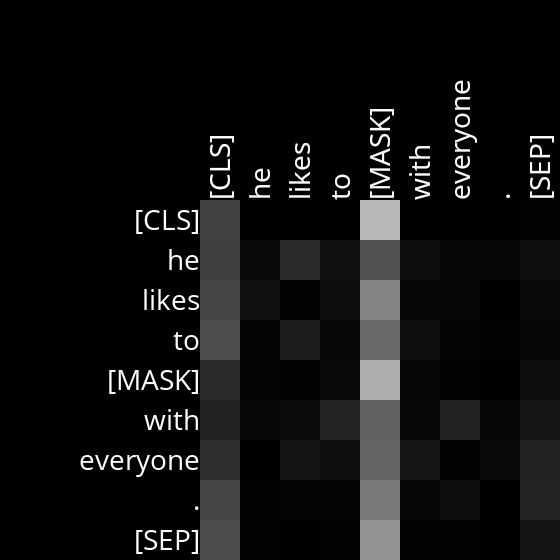 [CLS] he likes to [MASK] with everyone . [SEP]
[CLS]
he
likes
to
[MASK]
with
everyone
.
[SEP]